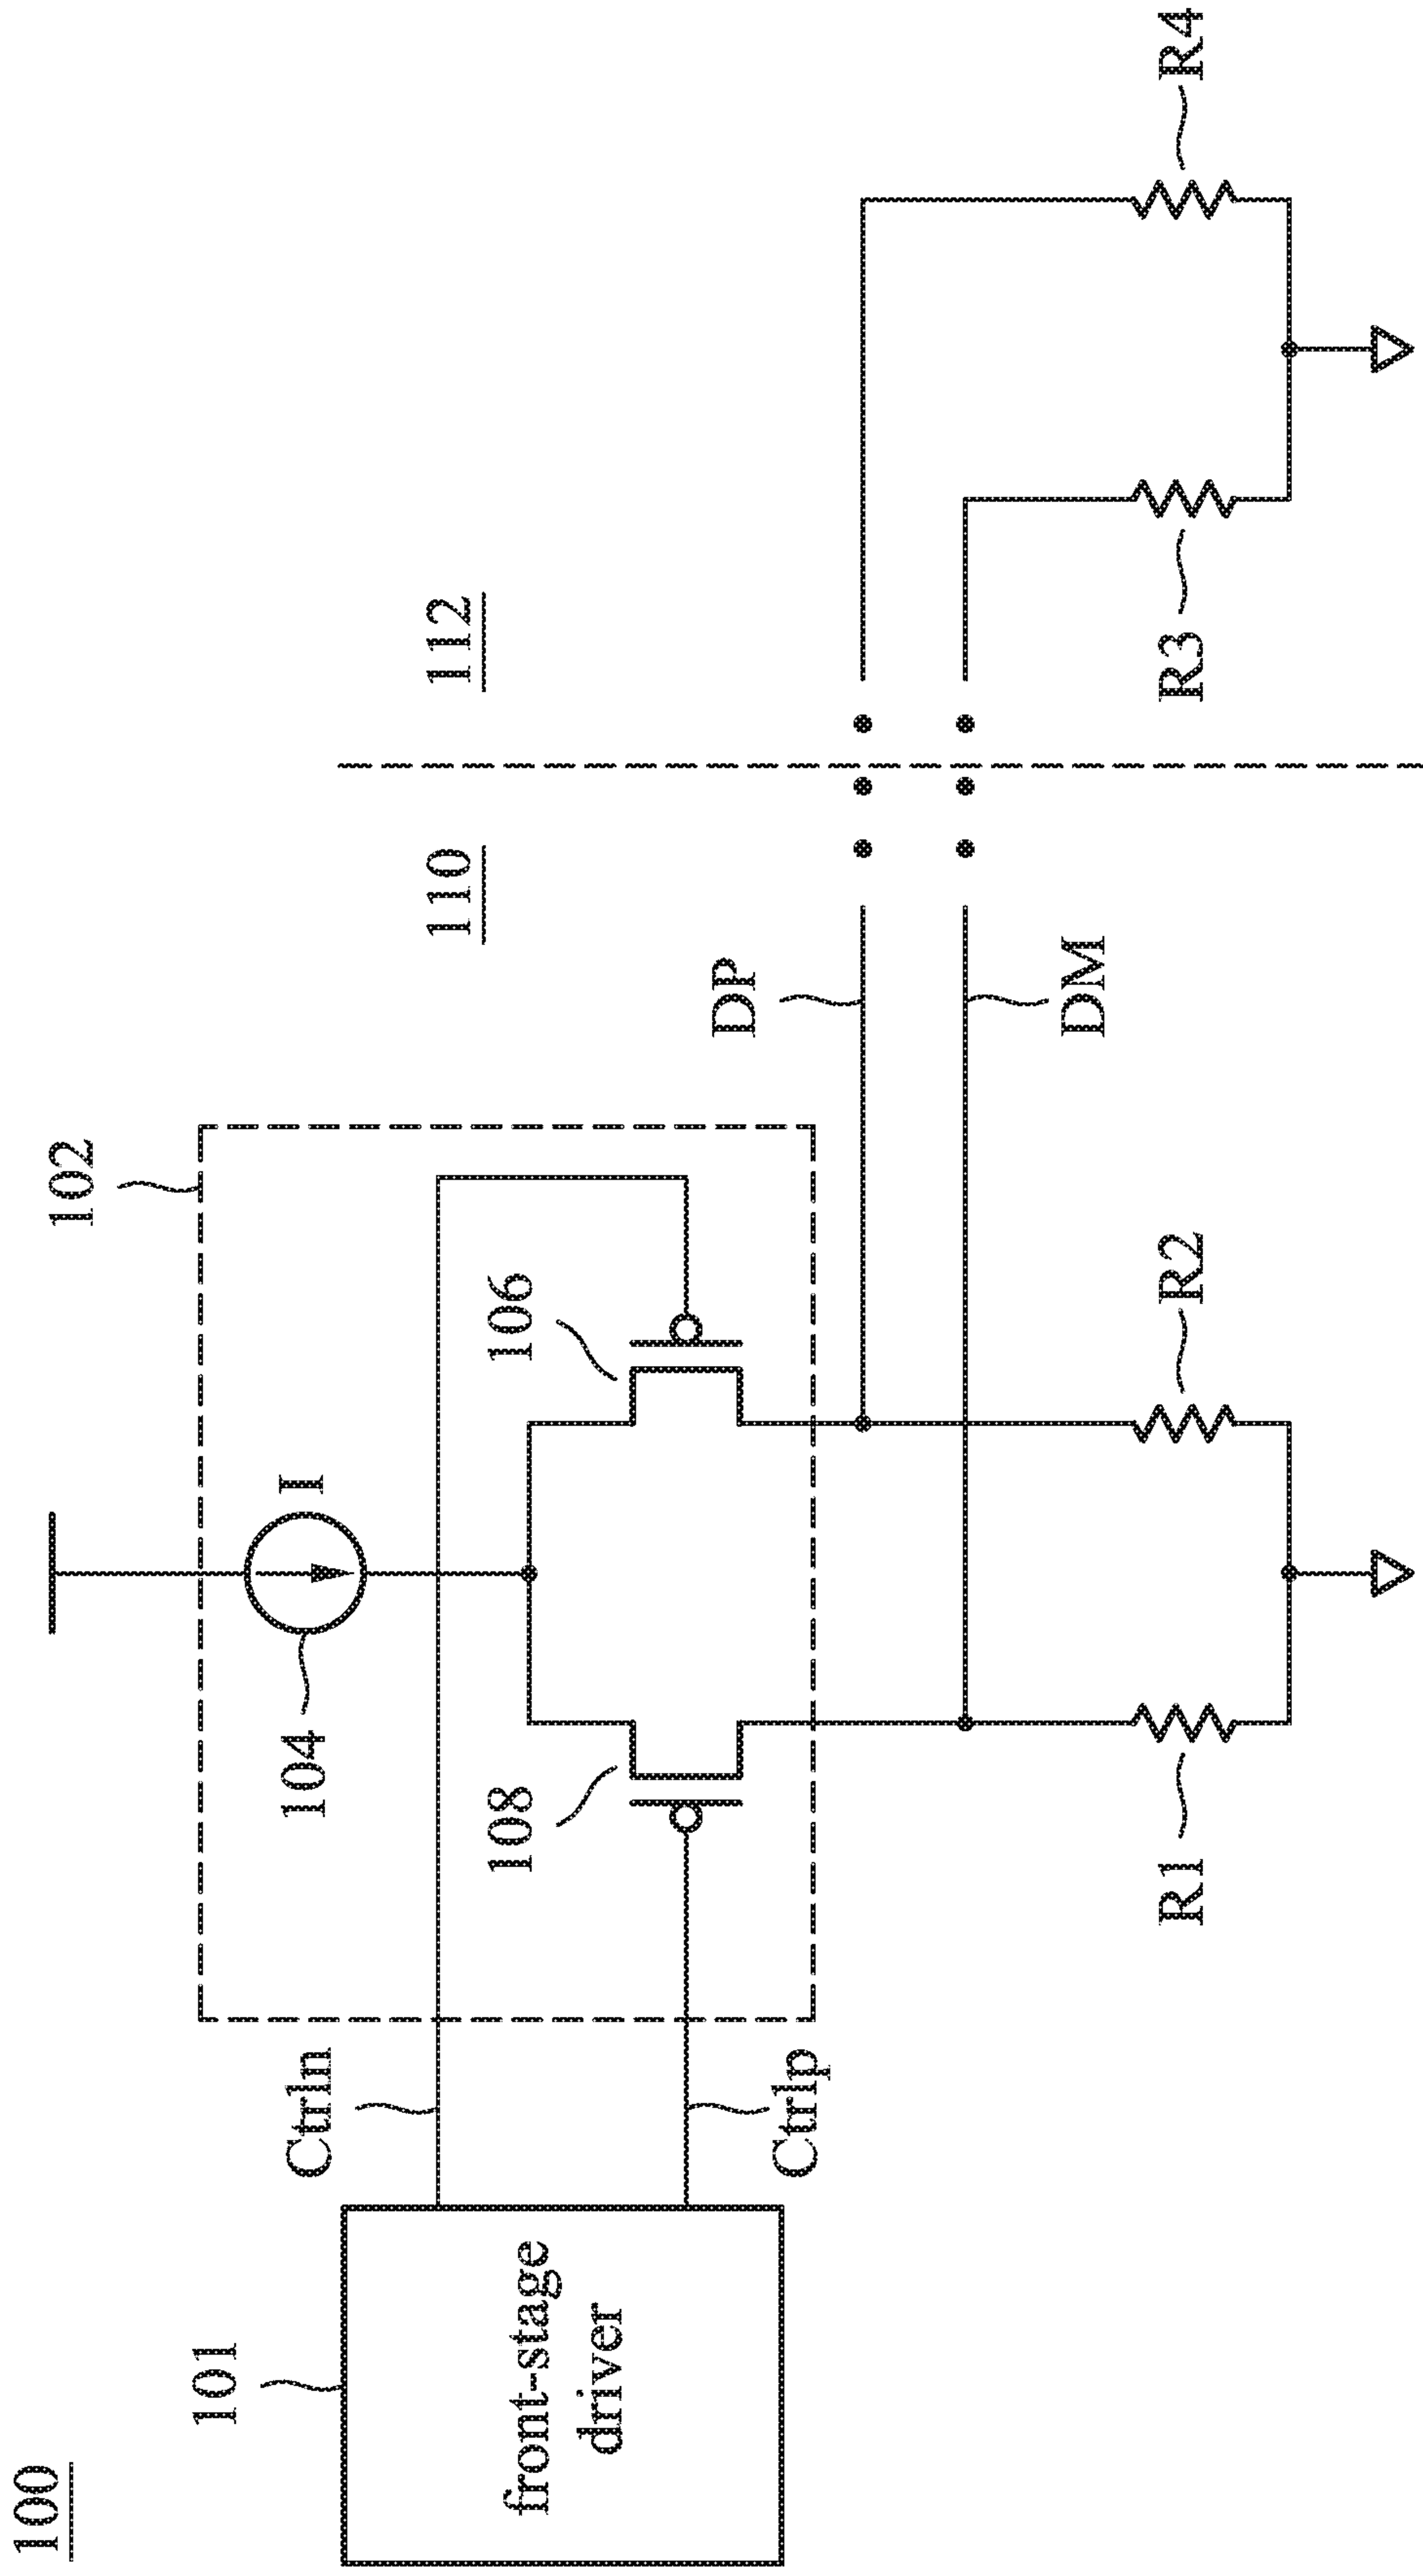 100
101
front-stage
driver
Ctrln
Ctrlp
102
104
I
108
106
110
112
DP
DM
R1
R2
R3
R4